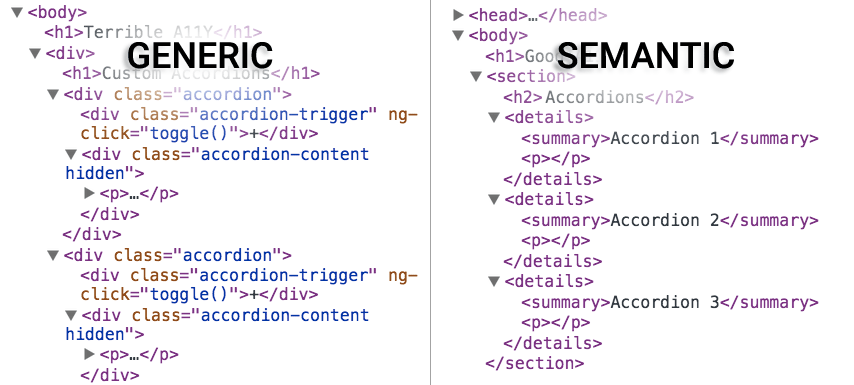 GENERIC
▼<body>
<h1>Terrible A11Y</h1>
▼<div>
<h1>Custom Accordions</h1>
▼<div class="accordion">
<div class="accordion-trigger" ng-
click="toggle()">+</div>
▼<div class="accordion-content
hidden">
▶<p>…</p>
</div>
</div>
▼<div class="accordion">
<div class="accordion-trigger" ng-
click="toggle()">+</div>
▼<div class="accordion-content
hidden">
▶<p>…</p>
</div>
SEMANTIC
▶<head>…</head>
▼<body>
<h1>Goo
▼<section>
<h2>Accordions</h2>
▼<details>
<summary>Accordion 1</summary>
<p></p>
</details>
▼<details>
<summary>Accordion 2</summary>
<p></p>
</details>
▼<details>
<summary>Accordion 3</summary>
<p></p>
</details>
</section>